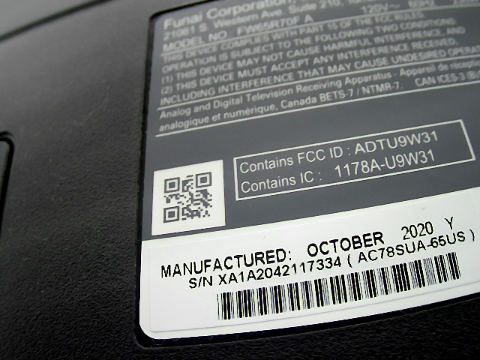 Funai Corporation
21061 S. Western Ave. Suite 210,
MODEL NO. FW65R70F A 120V~ 60Hz
THIS DEVICE COMPLIES WITH PART 15 OF THE FCC RULES.
OPERATION IS SUBJECT TO THE FOLLOWING
(1) THIS DEVICE MAY NOT CAUSE HARMFUL INTERFERENCE, AND
(2) THIS DEVICE MUST ACCEPT ANY INTERFERENCE
INCLUDING INTERFERENCE THAT MAY CAUSE UNDESIRED
Analog and Digital Television Receiving Apparatus - Appareil de réception
analogique et numérique, Canada BETS-7 / NTMR-7. CAN ICES-3
Contains FCC ID : ADTU9W31
Contains IC : 1178A-U9W31
MANUFACTURED: OCTOBER 2020 Y
S/N XA1A2042117334 ( AC78SUA-65US )